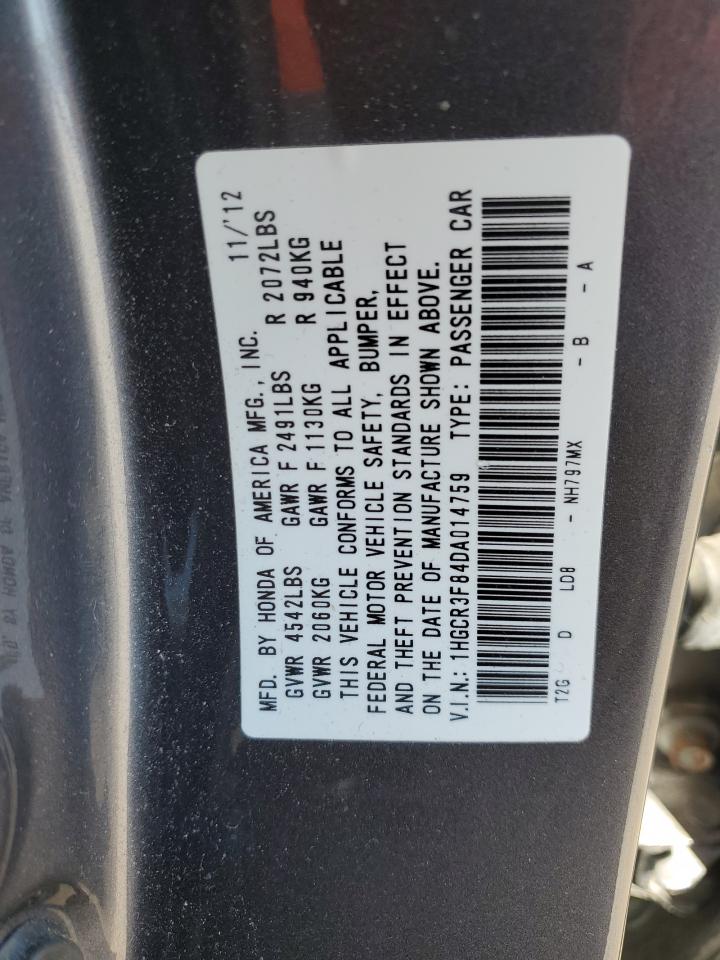 MFD. BY HONDA OF AMERICA MFG., INC. 11/'12
GVWR 4542LBS GAWR F 2491LBS R 2072LBS
GVWR 2060KG GAWR F 1130KG R 940KG
THIS VEHICLE CONFORMS TO ALL APPLICABLE
FEDERAL MOTOR VEHICLE SAFETY, BUMPER,
AND THEFT PREVENTION STANDARDS IN EFFECT
ON THE DATE OF MANUFACTURE SHOWN ABOVE.
V.I.N.: 1HGCR3F84DA014759 TYPE: PASSENGER CAR
T2G D LD8 - NH797MX - B - A